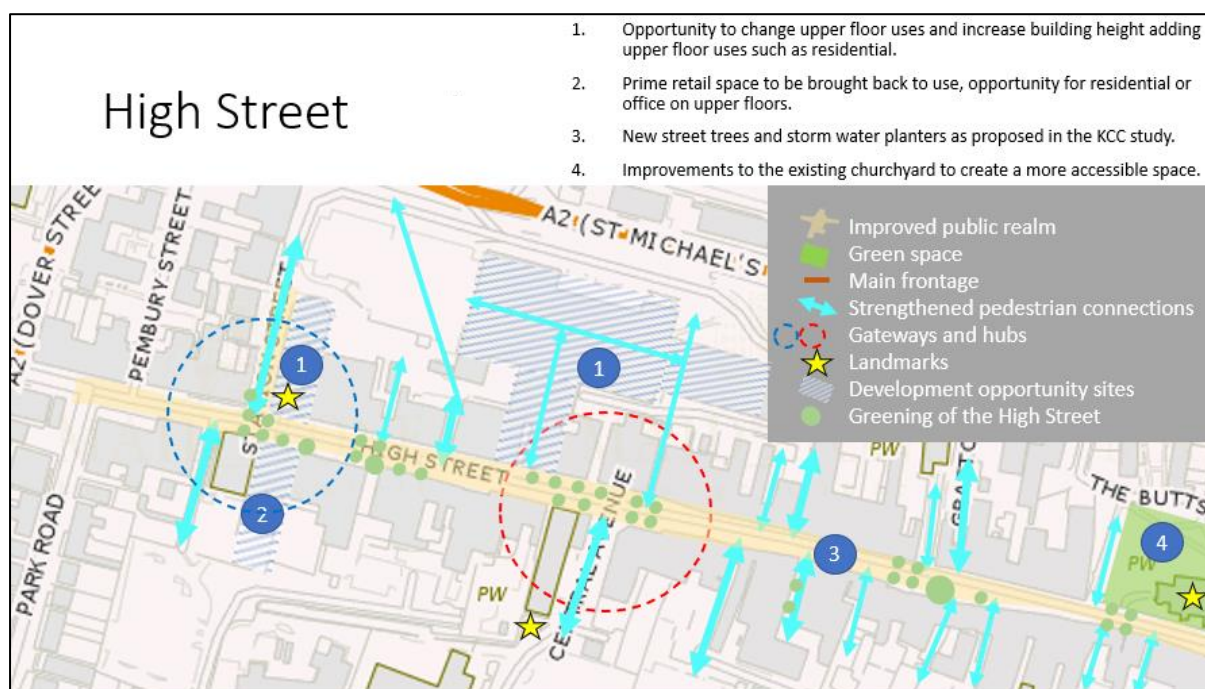 High Street
1. Opportunity to change upper floor uses and increase building height adding
upper floor uses such as residential.
2. Prime retail space to be brought back to use, opportunity for residential or
office on upper floors.
3. New street trees and storm water planters as proposed in the KCC study.
4. Improvements to the existing churchyard to create a more accessible space.
Improved public realm
Green space
Main frontage
Strengthened pedestrian connections
Gateways and hubs
Landmarks
Development opportunity sites
Greening of the High Street
A2 (DOVER STREET
PEMBURY STREET
A2 (ST MICHAEL'S
1
1
HIGH STREET
2
PARK ROAD
PW
CENTRAL AVENUE
3
PW
THE BUTTS
4
PW